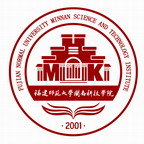 FUJIAN NORMAL UNIVERSITY MINNAN SCIENCE AND TECHNOLOGY INSTITUTE
MK
福建师范大学闽南科技学院
·2001·